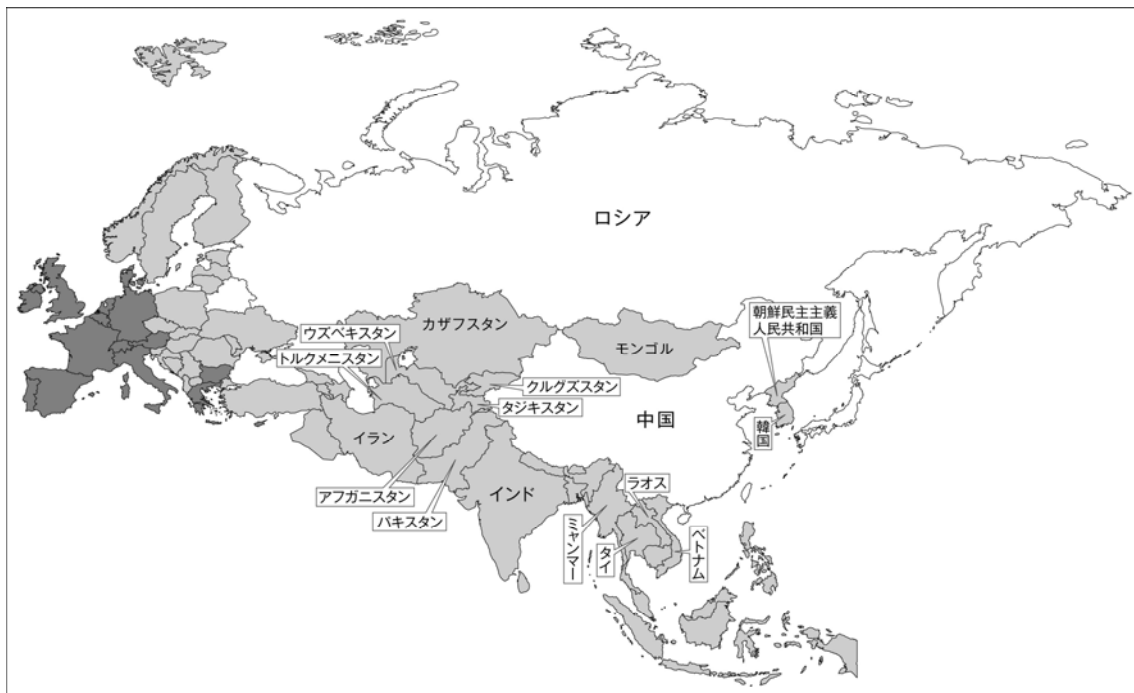 ロシア
朝鮮民主主義
人民共和国
カザフスタン
ウズベキスタン
モンゴル
トルクメニスタン
クルグズスタン
タジキスタン
中国
韓国
イラン
アフガニスタン
インド
パキスタン
ラオス
ミャンマー
タイ
ベトナム